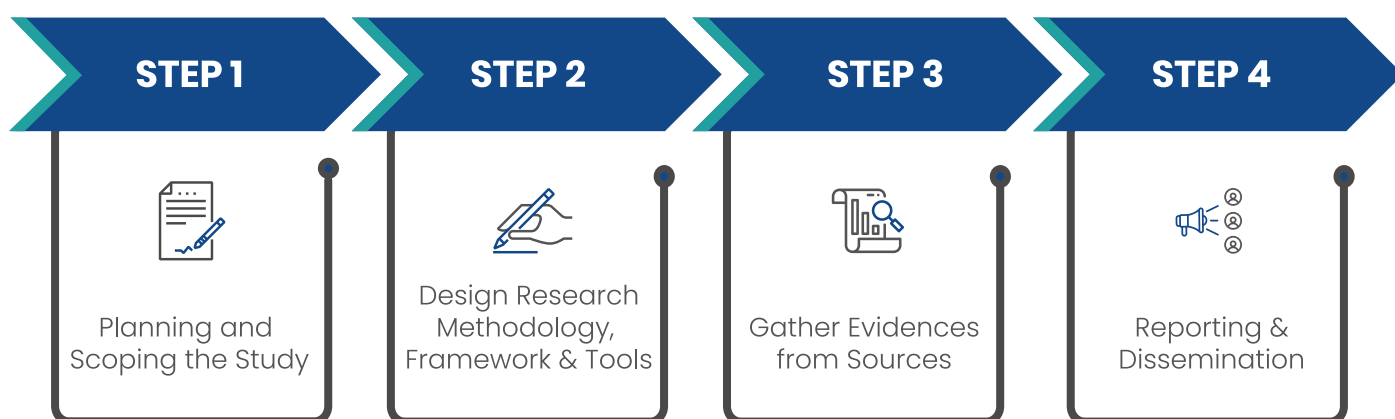 STEP 1
STEP 2
STEP 3
STEP 4
Planning and
Scoping the Study
Design Research
Methodology,
Framework & Tools
Gather Evidences
from Sources
Reporting &
Dissemination